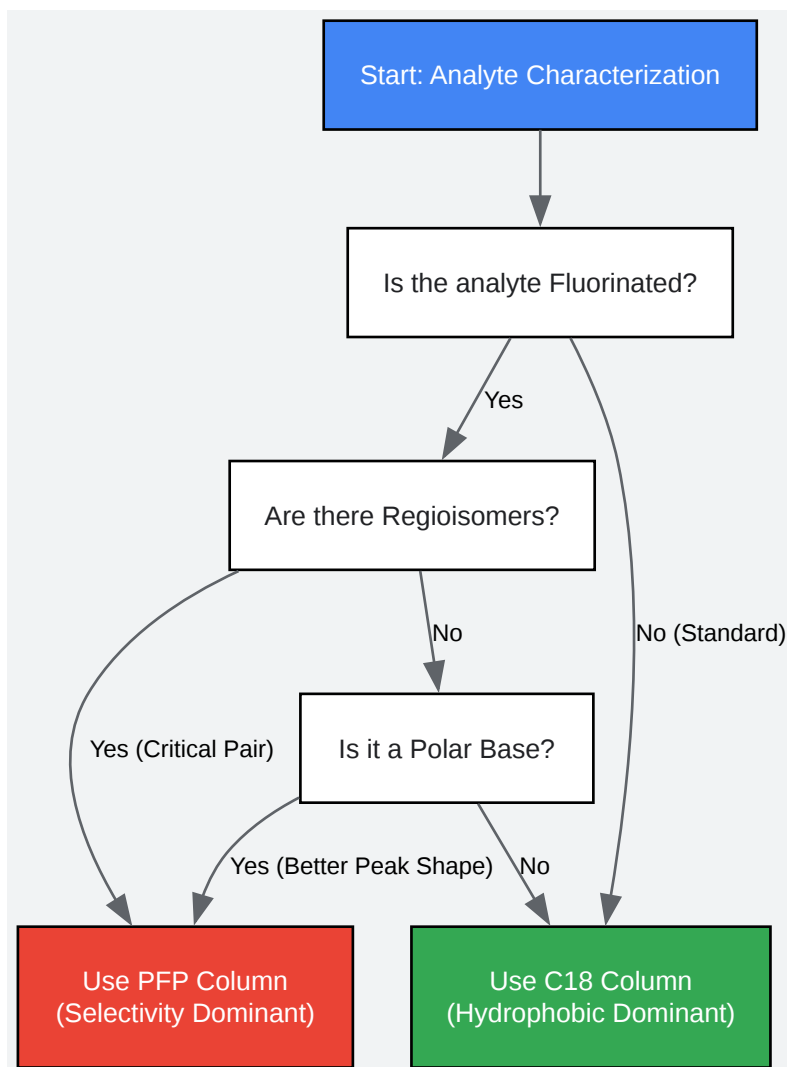 Start: Analyte Characterization
Is the analyte Fluorinated?
Yes
Are there Regioisomers?
No
No (Standard)
Is it a Polar Base?
Yes (Critical Pair)
Yes (Better Peak Shape)
No
Use PFP Column
(Selectivity Dominant)
Use C18 Column
(Hydrophobic Dominant)